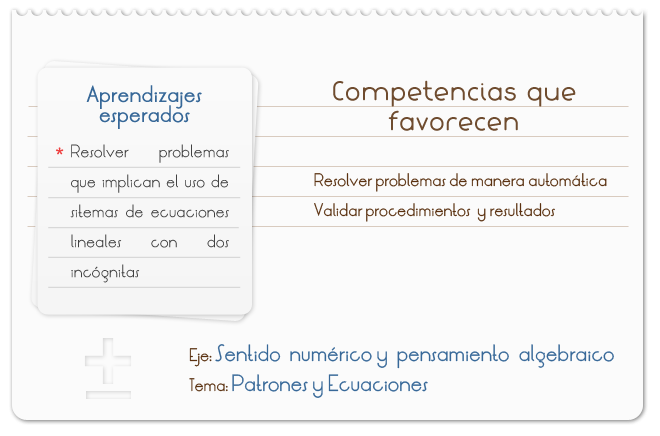 Aprendizajes
esperados
* Resolver problemas
que implican el uso de
sitemas de ecuaciones
lineales con dos
incógnitas
Competencias que
favorecen
Resolver problemas de manera automática
Validar procedimientos y resultados
Eje: Sentido numérico y pensamiento algebraico
Tema: Patrones y Ecuaciones